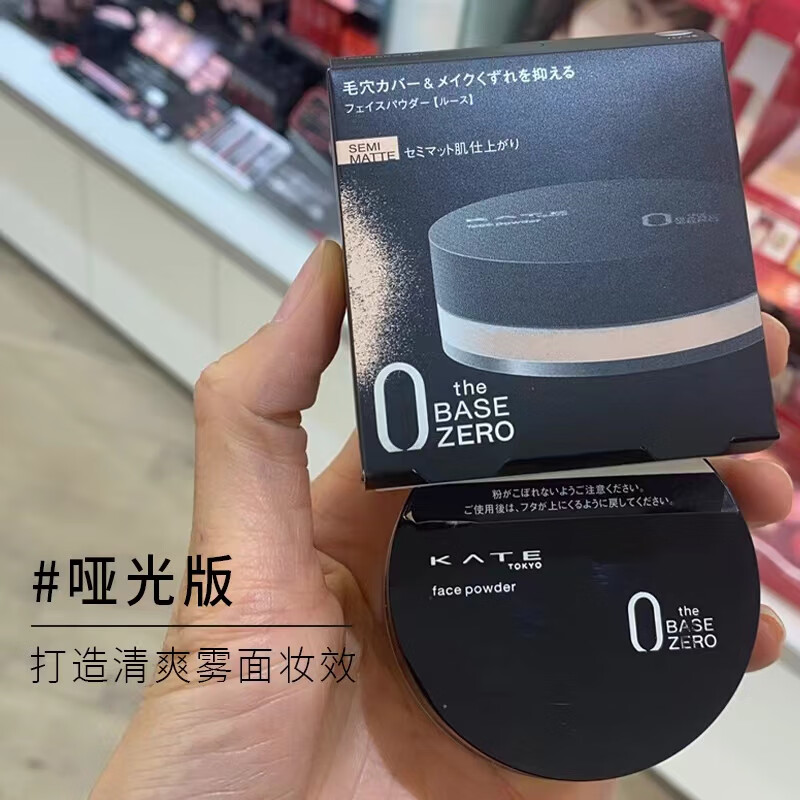 毛穴カバー&メイクくずれを抑える
フェイスパウダー【ルース】
SEMI
MATTE セミマット肌仕上がり
KATE
face powder
0 the
BASE
ZERO
粉がこぼれないようご注意ください。
ご使用後は、フタが上にくるように戻してください。
KATE
TOKYO
face powder
0 the
BASE
ZERO
#哑光版
打造清爽雾面妆效